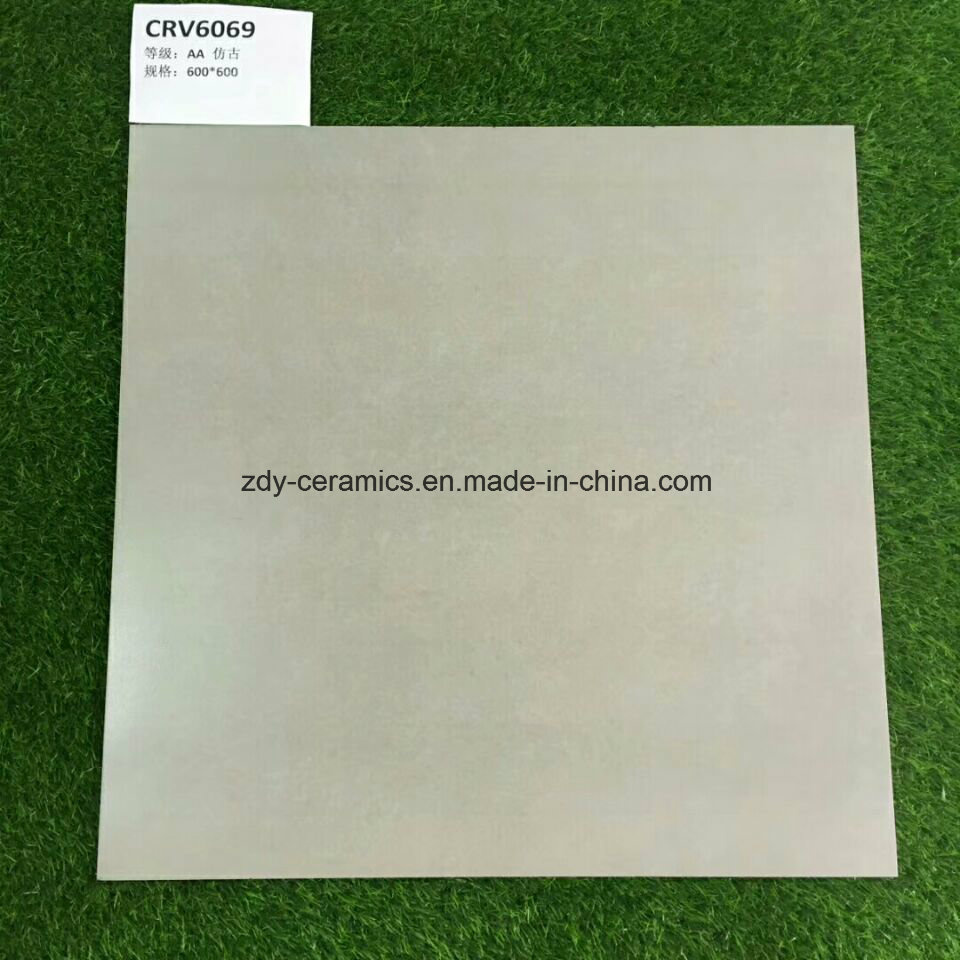 CRV6069
等级：AA 仿古
规格：600*600
zdy-ceramics.en.made-in-china.com